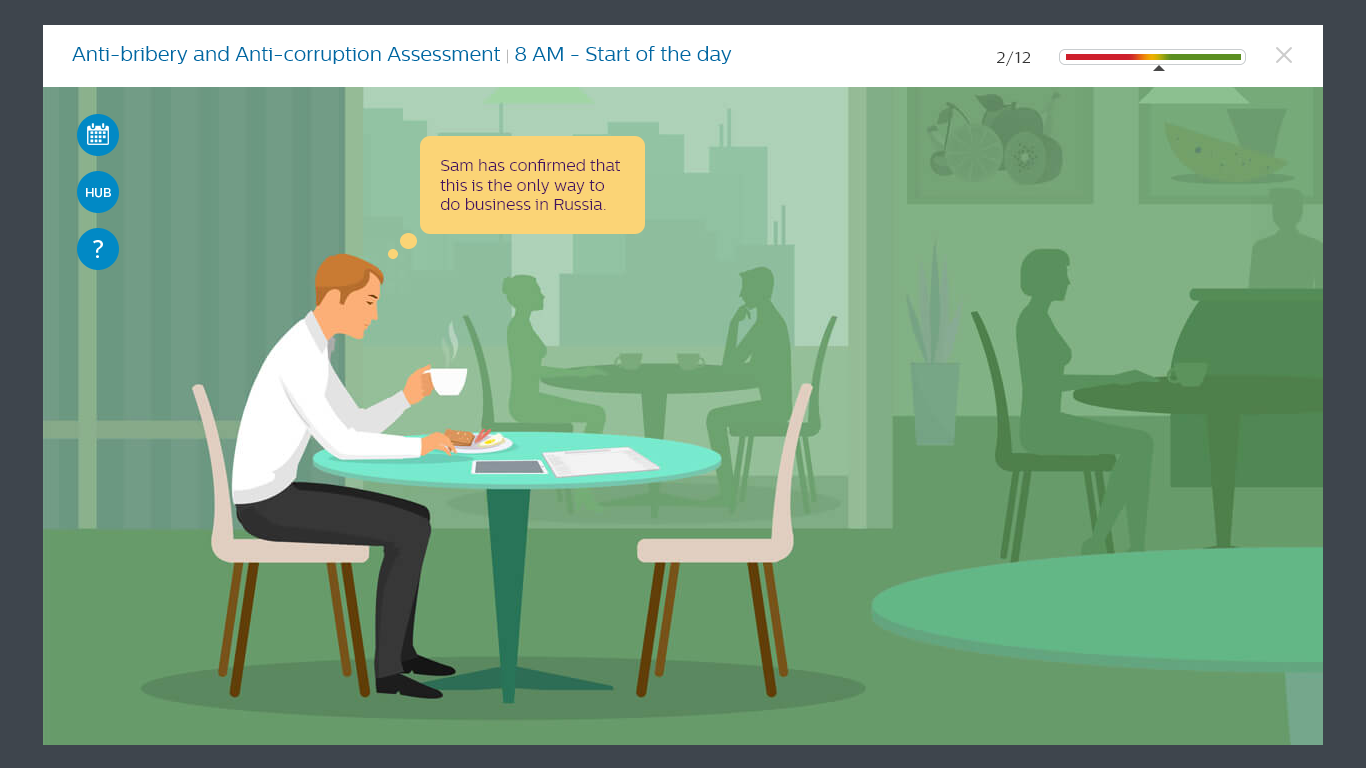 Anti-bribery and Anti-corruption Assessment | 8 AM - Start of the day
2/12
HUB
?
Sam has confirmed that
this is the only way to
do business in Russia.